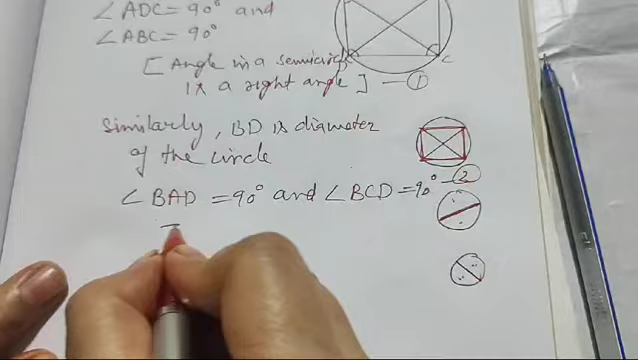 ∠ADC = 90° and
∠ABC = 90°
C
[Angle in a semicircle
is a right angle] — ①
Similarly, BD is diameter
of the circle
∠BAD = 90° and ∠BCD = 90° — ②